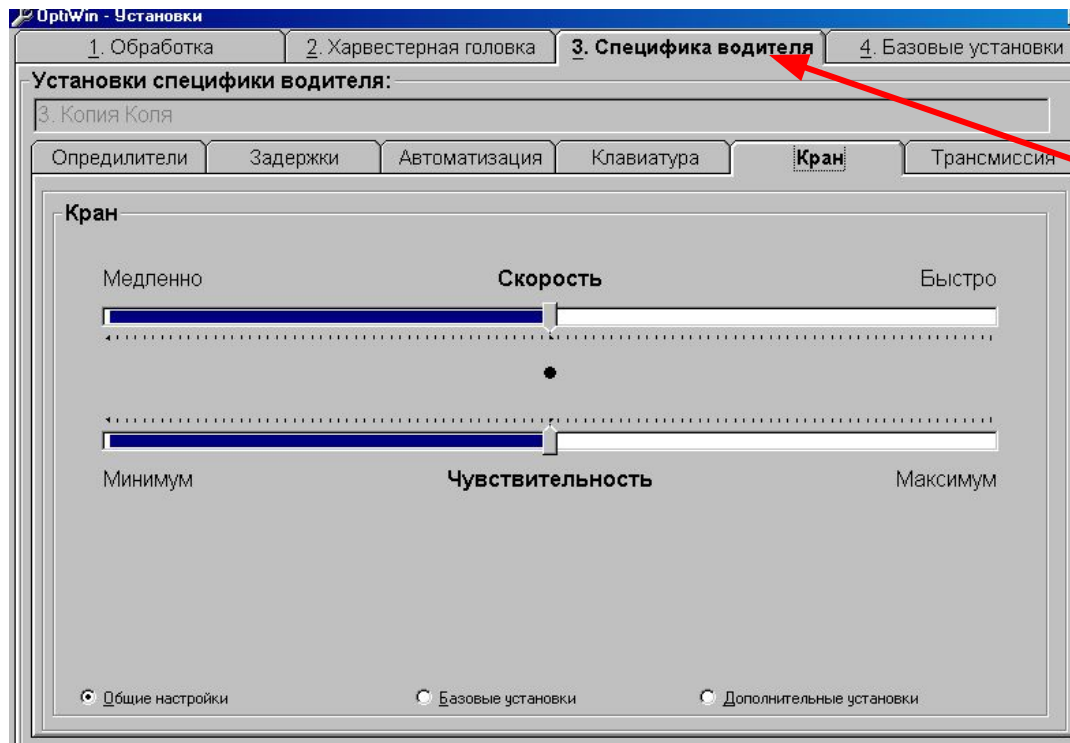 OptiWin - Установки
1. Обработка 2. Харвестерная головка 3. Специфика водителя 4. Базовые установки
Установки специфики водителя:
3. Копия Коля
Опредилители Задержки Автоматизация Клавиатура Кран Трансмиссия
Кран
Медленно Скорость Быстро
Минимум Чувствительность Максимум
Общие настройки Базовые установки Дополнительные установки